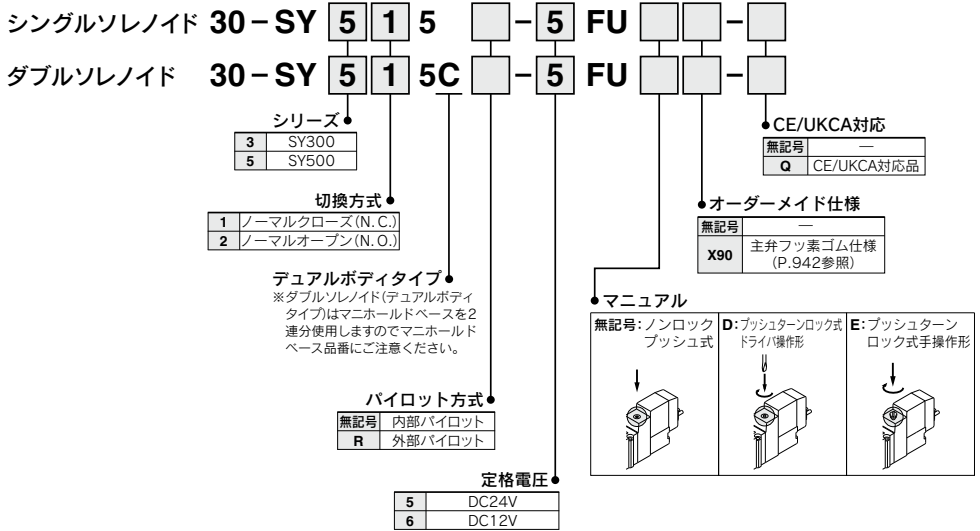 シングルソレノイド 30-SY 5 1 5 □-5 FU □□-□
ダブルソレノイド 30-SY 5 1 5C □-5 FU □□-□
シリーズ
3 SY300
5 SY500
切換方式
1 ノーマルクローズ(N.C.)
2 ノーマルオープン(N.O.)
デュアルボディタイプ
※ダブルソレノイド(デュアルボディ
タイプ)はマニホールドベースを2
連分使用しますのでマニホールド
ベース品番にご注意ください。
パイロット方式
無記号 内部パイロット
R 外部パイロット
定格電圧
5 DC24V
6 DC12V
CE/UKCA対応
無記号 ―
Q CE/UKCA対応品
オーダーメイド仕様
無記号 ―
X90 主弁フッ素ゴム仕様
(P.942参照)
マニュアル
無記号:ノンロック
プッシュ式
D:プッシュターンロック式
ドライバ操作形
E:プッシュターン
ロック式手操作形